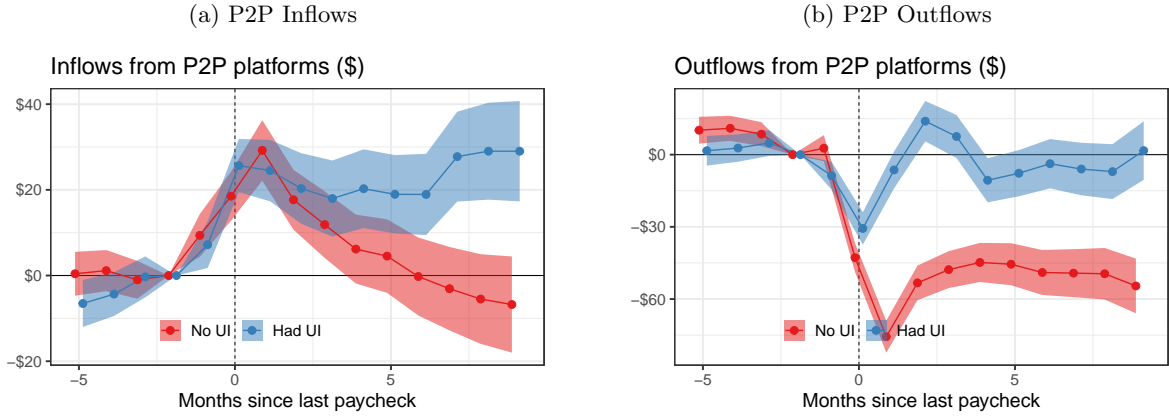 (a) P2P Inflows
Inflows from P2P platforms ($)
$40
$20
$0
−$20
No UI
Had UI
−5
0
5
Months since last paycheck
(b) P2P Outflows
Outflows from P2P platforms ($)
$0
−$30
−$60
No UI
Had UI
−5
0
5
Months since last paycheck